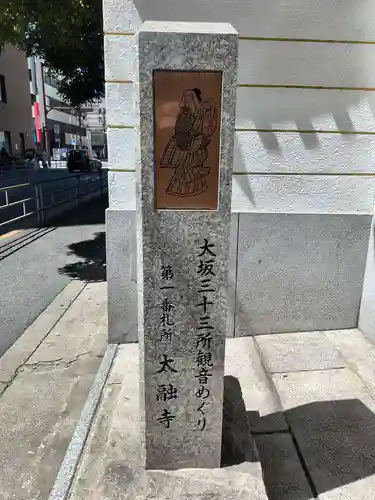 大坂三十三所観音めぐり
第一番札所 太融寺